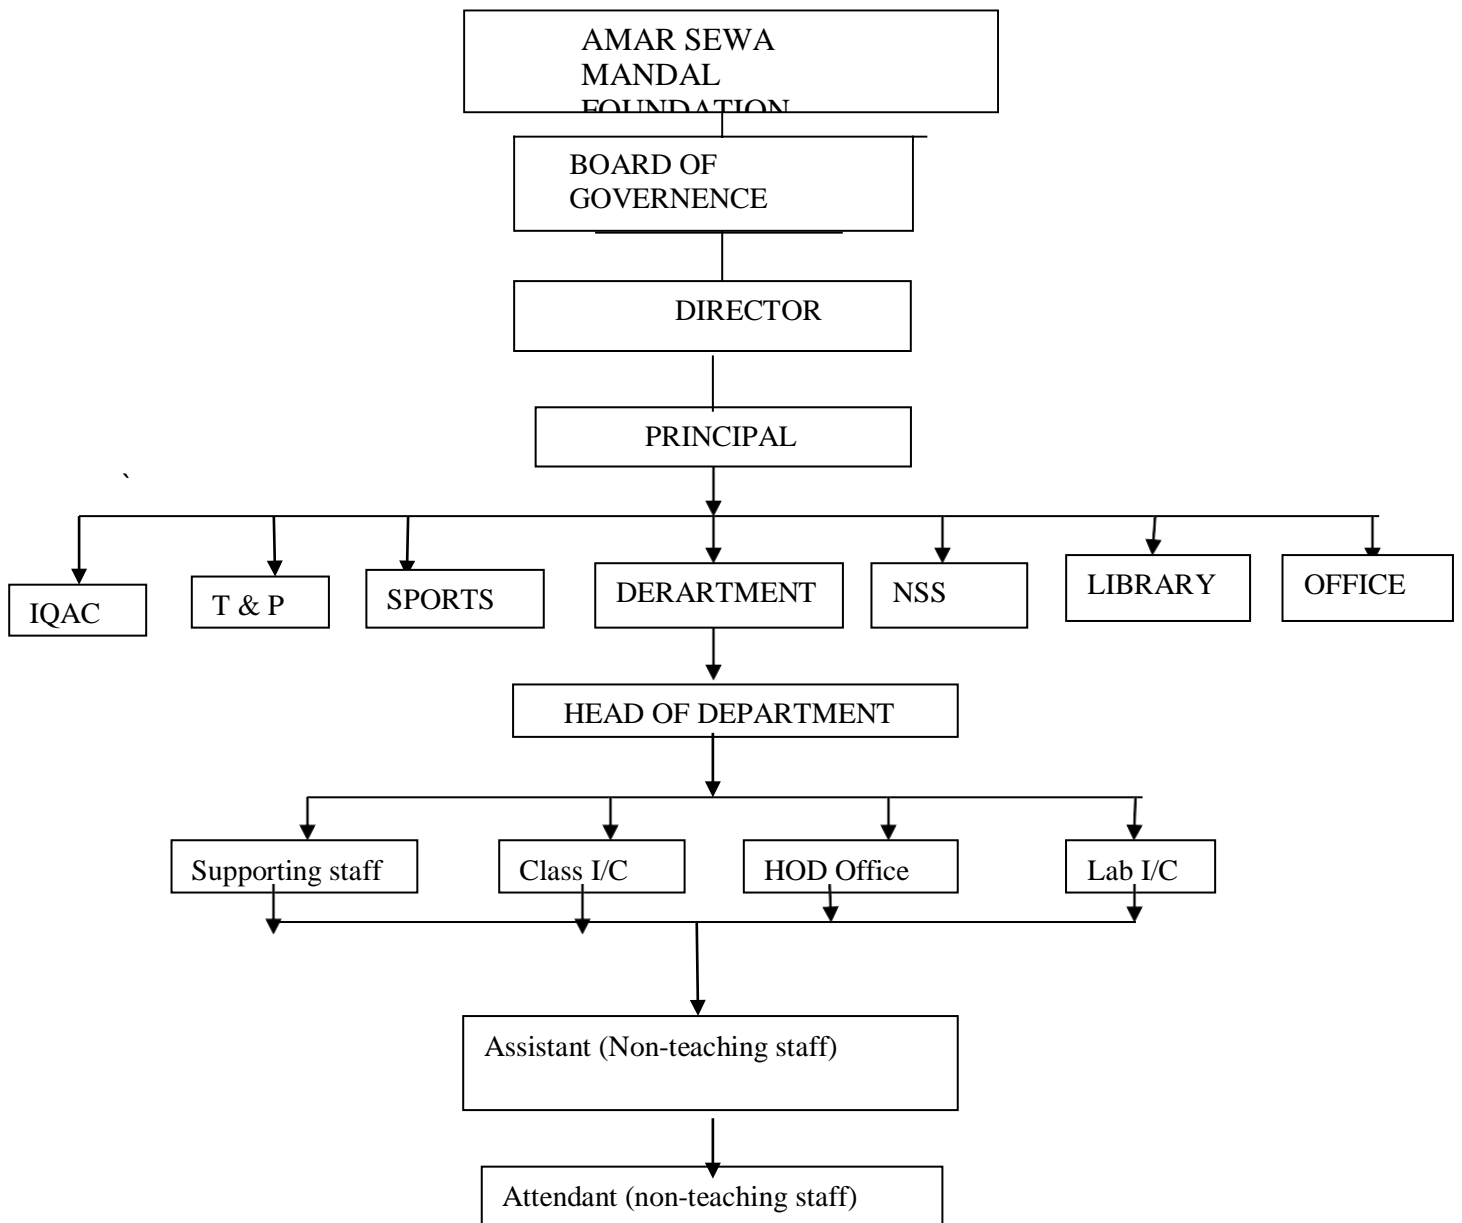 AMAR SEWA
MANDAL
FOUNDATION
BOARD OF
GOVERNENCE
DIRECTOR
PRINCIPAL
`
IQAC
T & P
SPORTS
DERARTMENT
NSS
LIBRARY
OFFICE
HEAD OF DEPARTMENT
Supporting staff
Class I/C
HOD Office
Lab I/C
Assistant (Non-teaching staff)
Attendant (non-teaching staff)